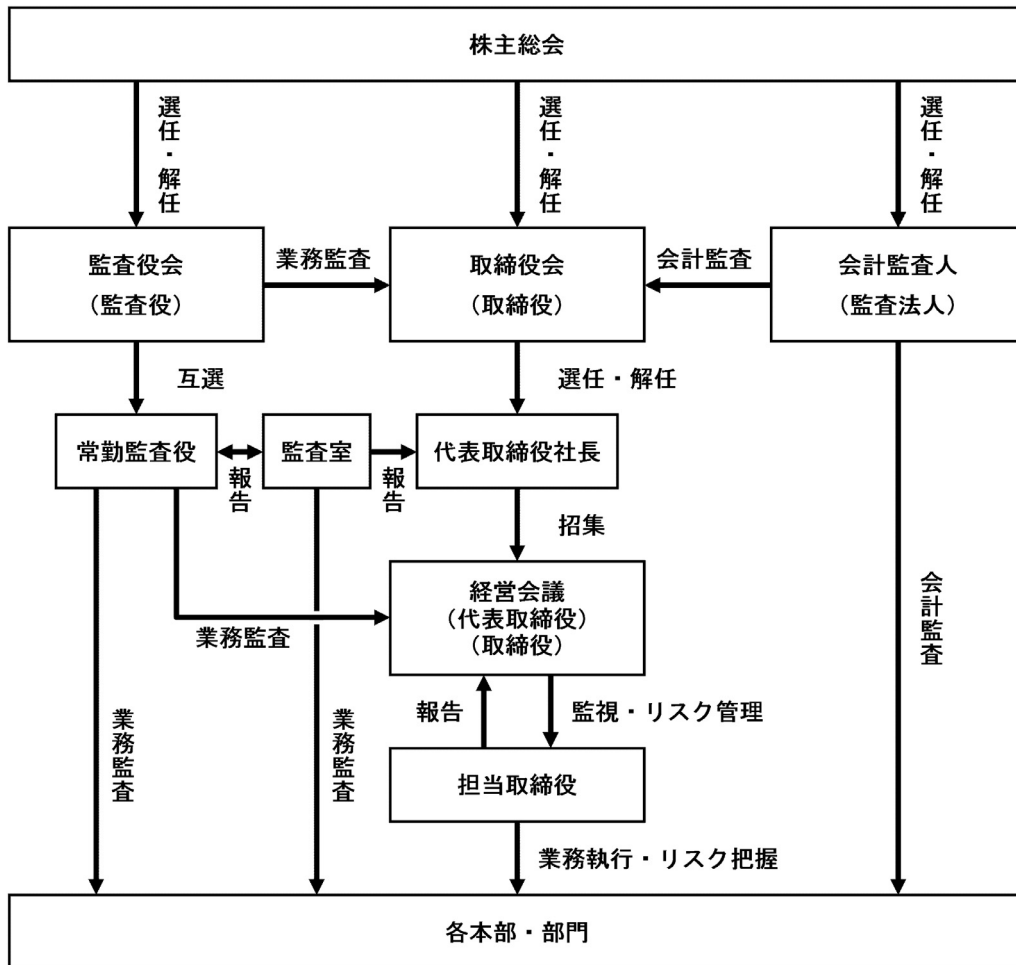 株主総会
選任・解任
選任・解任
選任・解任
監査役会
（監査役）
業務監査
取締役会
（取締役）
会計監査
会計監査人
（監査法人）
互選
選任・解任
常勤監査役
報告
監査室
報告
代表取締役社長
招集
経営会議
（代表取締役）
（取締役）
業務監査
会計監査
報告
監視・リスク管理
業務監査
業務監査
担当取締役
業務執行・リスク把握
各本部・部門